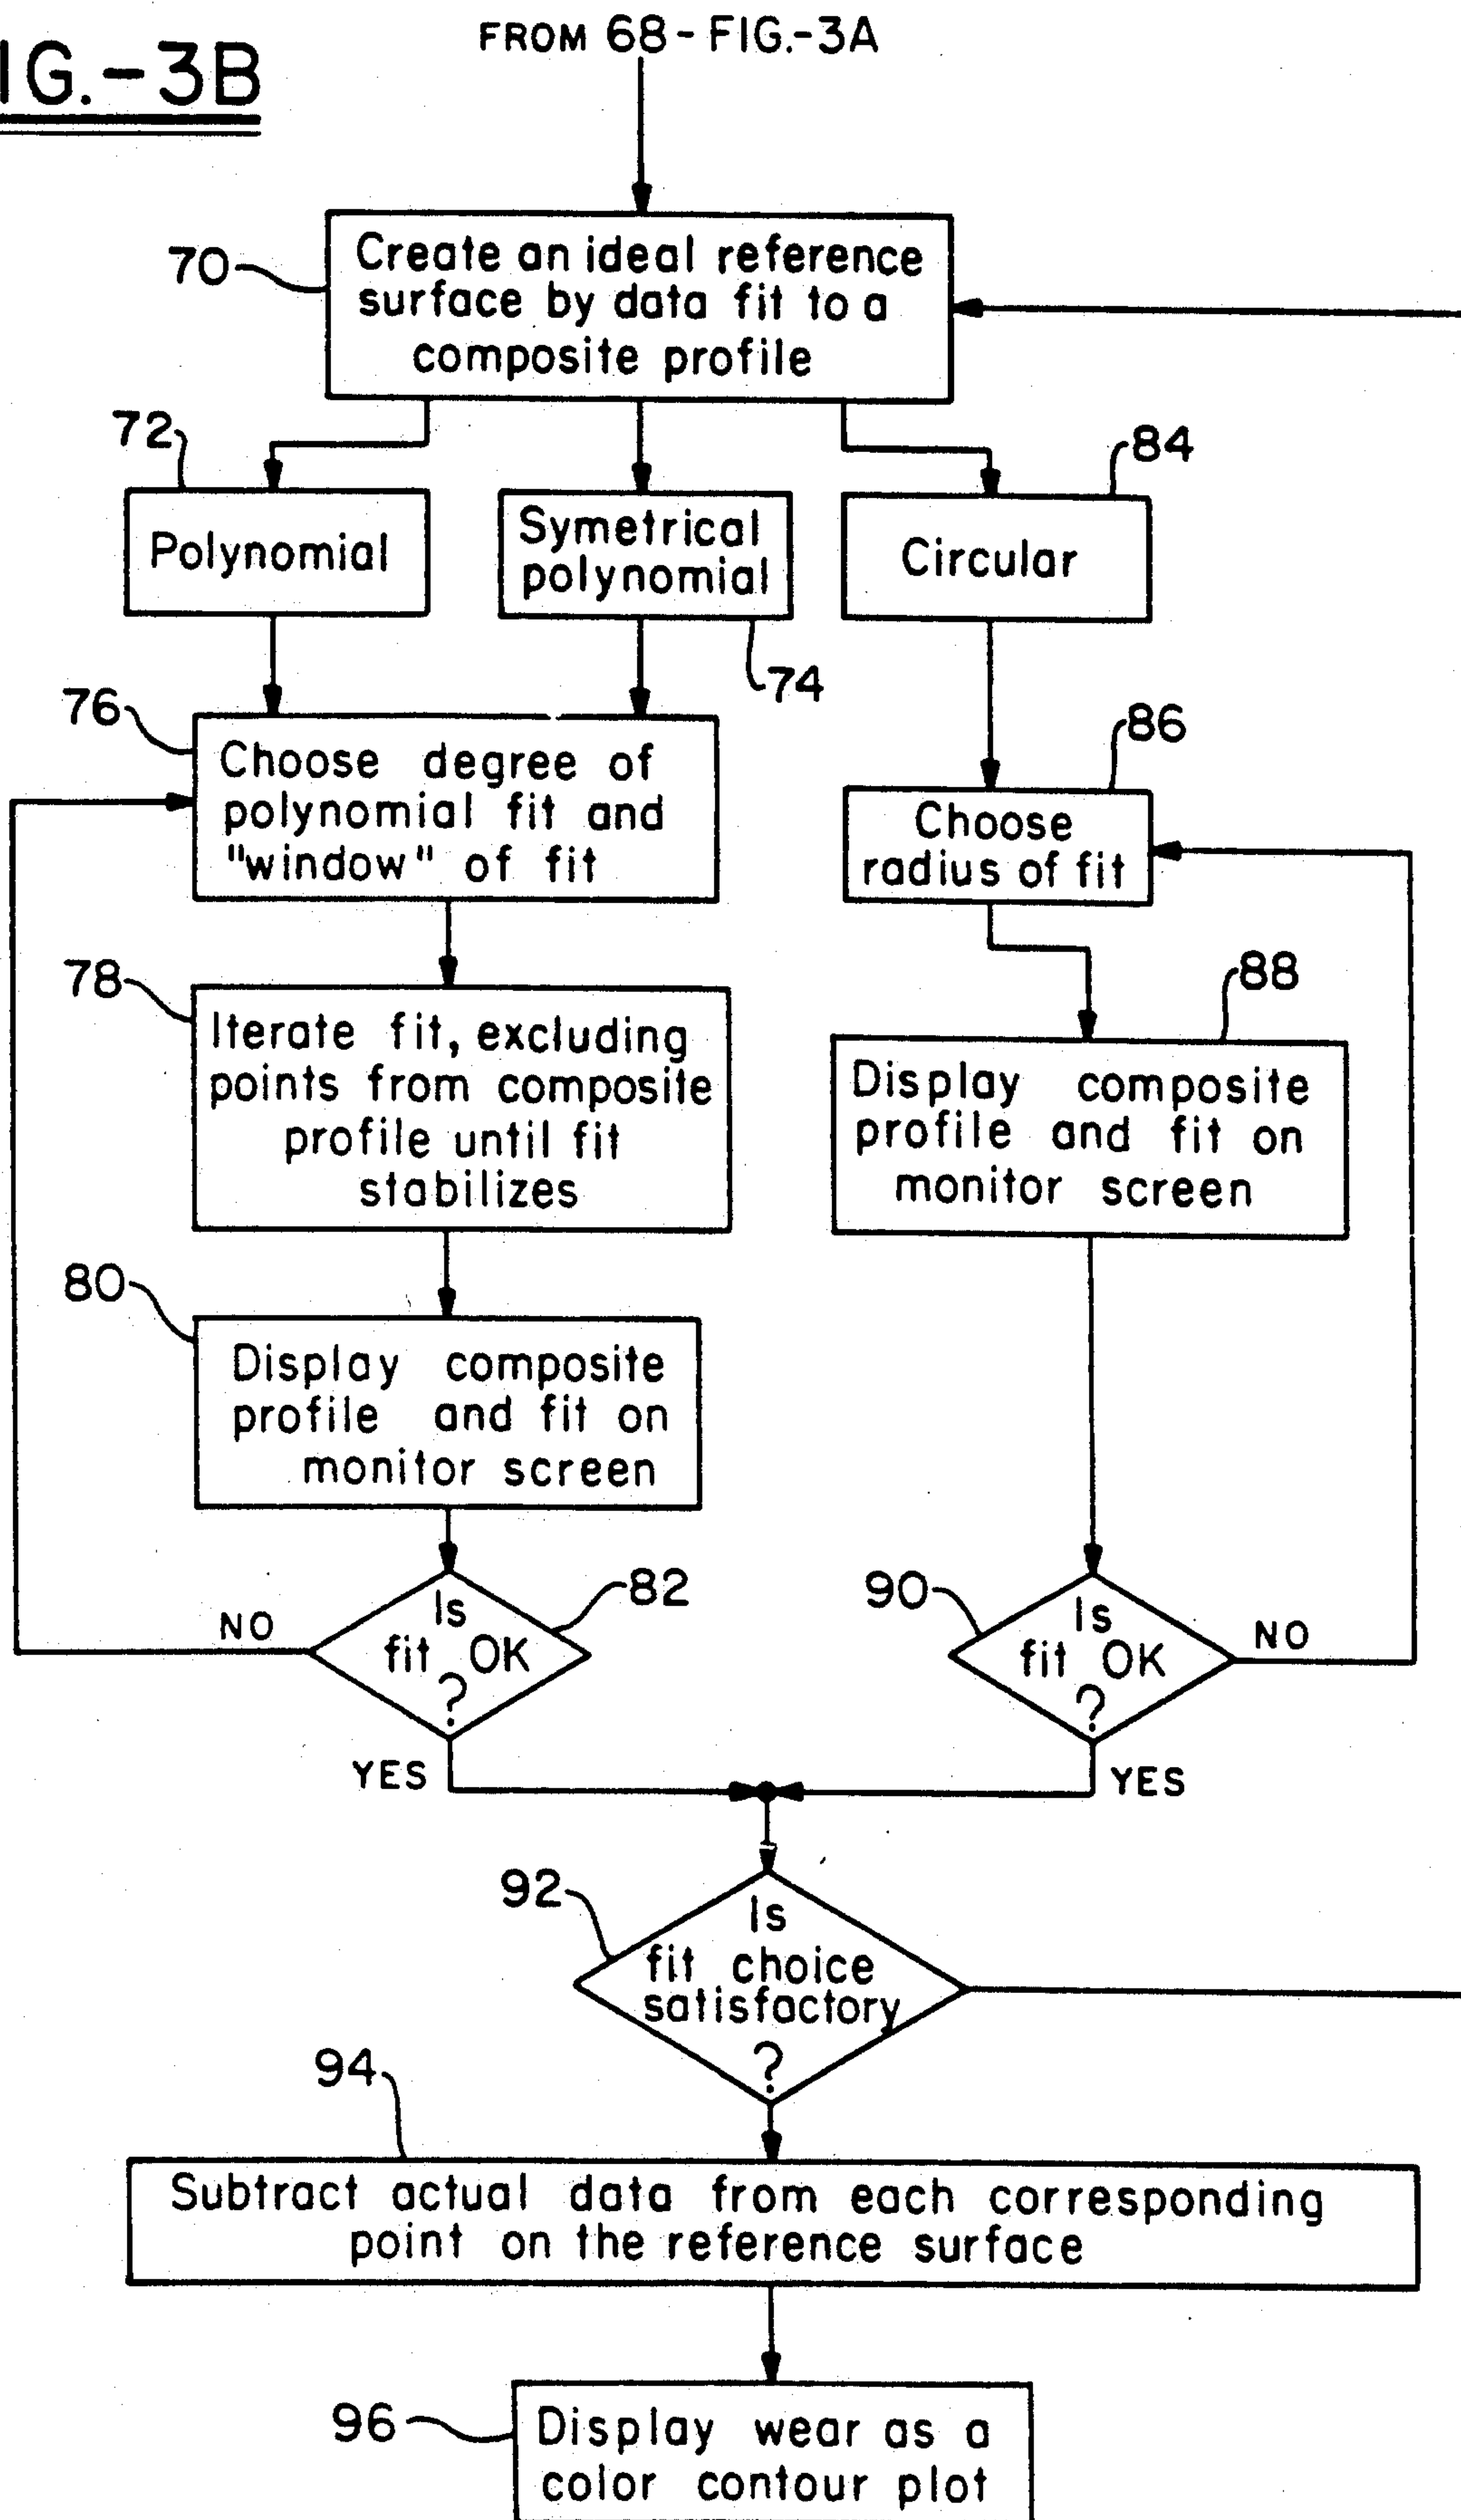 IG.-3B
FROM 68-FIG.-3A
70
Create an ideal reference
surface by data fit to a
composite profile
72
Polynomial
Symetrical
polynomial
74
84
Circular
76
Choose degree of
polynomial fit and
"window" of fit
86
Choose
radius of fit
78
Iterate fit, excluding
points from composite
profile until fit
stabilizes
88
Display composite
profile and fit on
monitor screen
80
Display composite
profile and fit on
monitor screen
82
Is
fit OK
?
NO
YES
90
Is
fit OK
?
NO
YES
92
Is
fit choice
satisfactory
?
94
Subtract actual data from each corresponding
point on the reference surface
96
Display wear as a
color contour plot